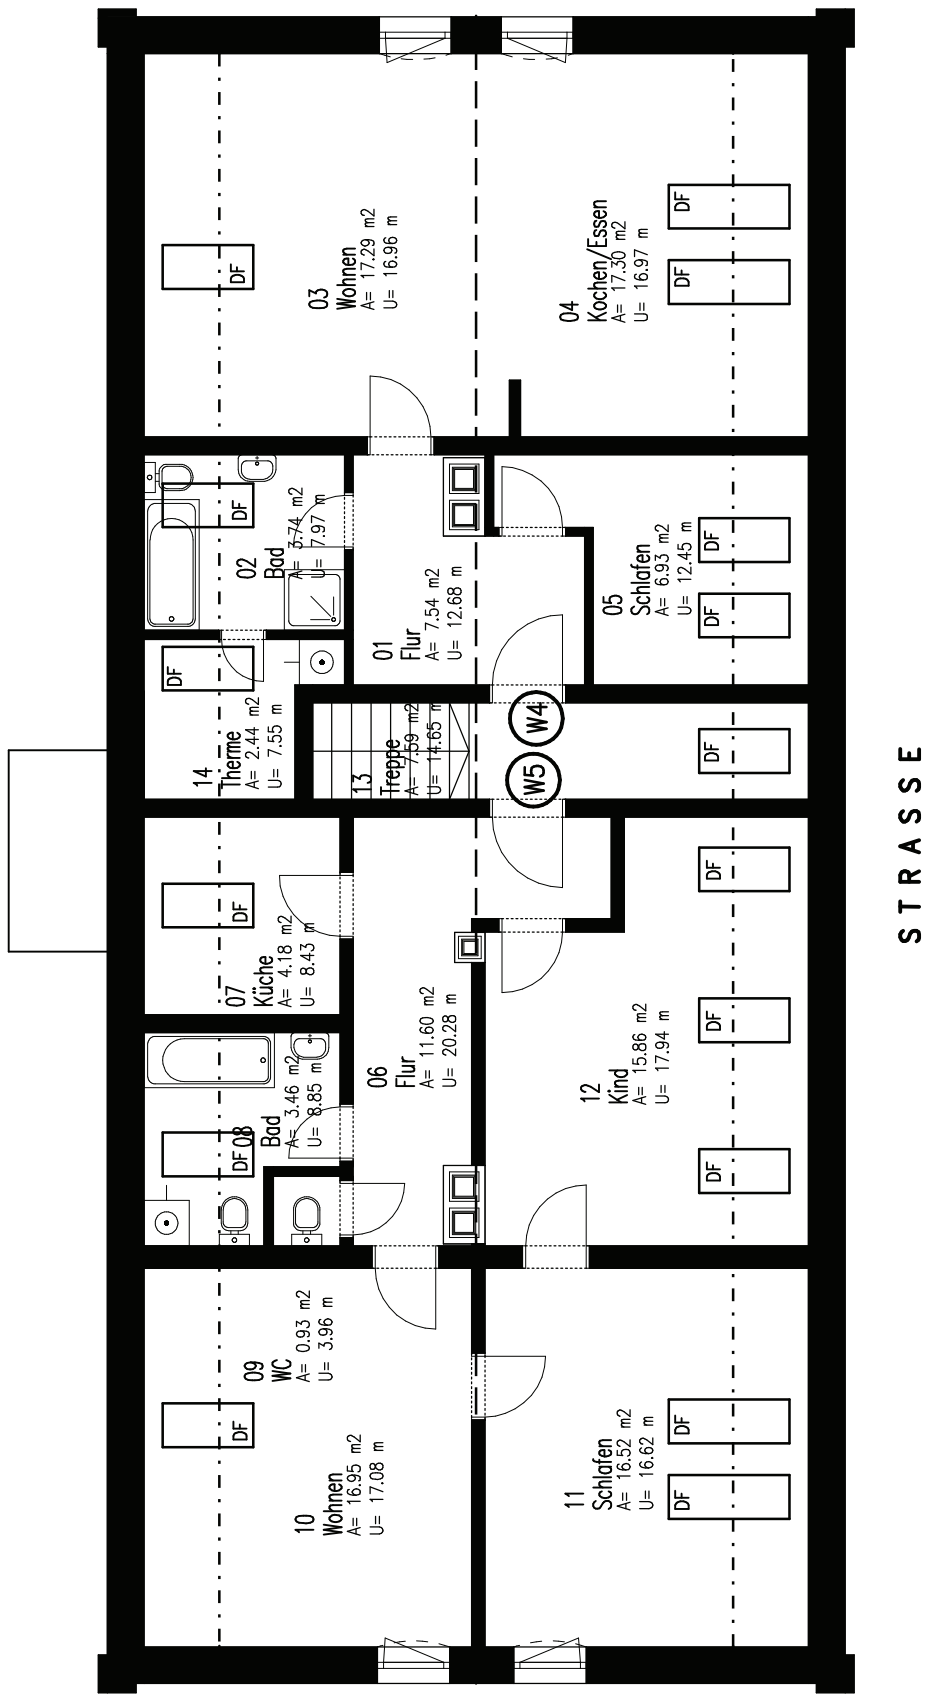 DF
DF
DF
03
Wohnen
A= 17.29 m2
U= 16.96 m
04
Kochen/Essen
A= 17.30 m2
U= 16.97 m
DF
02
Bad
A= 3.74 m2
U= 7.97 m
01
Flur
A= 7.54 m2
U= 12.68 m
05
Schlafen
A= 6.93 m2
U= 12.45 m
DF
DF
DF
14
Therme
A= 2.44 m2
U= 7.55 m
13
Treppe
A= 7.59 m2
U= 14.65 m
W4
W5
DF
STRASSE
DF
07
Küche
A= 4.18 m2
U= 8.43 m
DF
DF
06
Flur
A= 11.60 m2
U= 20.28 m
12
Kind
A= 15.86 m2
U= 17.94 m
08
Bad
A= 3.46 m2
U= 8.85 m
DF
DF
09
WC
A= 0.93 m2
U= 3.96 m
DF
10
Wohnen
A= 16.95 m2
U= 17.08 m
11
Schlafen
A= 16.52 m2
U= 16.62 m
DF
DF